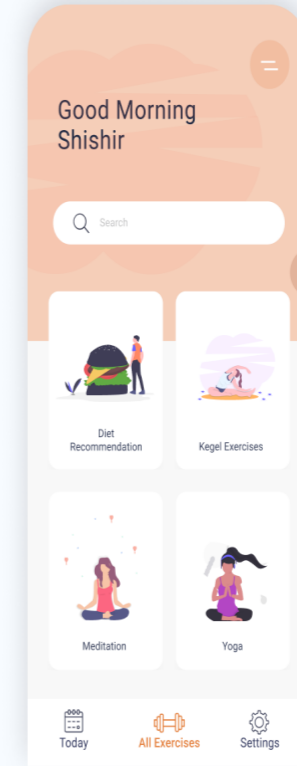 Good Morning
Shishir
Search
Diet
Recommendation
Kegel Exercises
Meditation
Yoga
Today
All Exercises
Settings